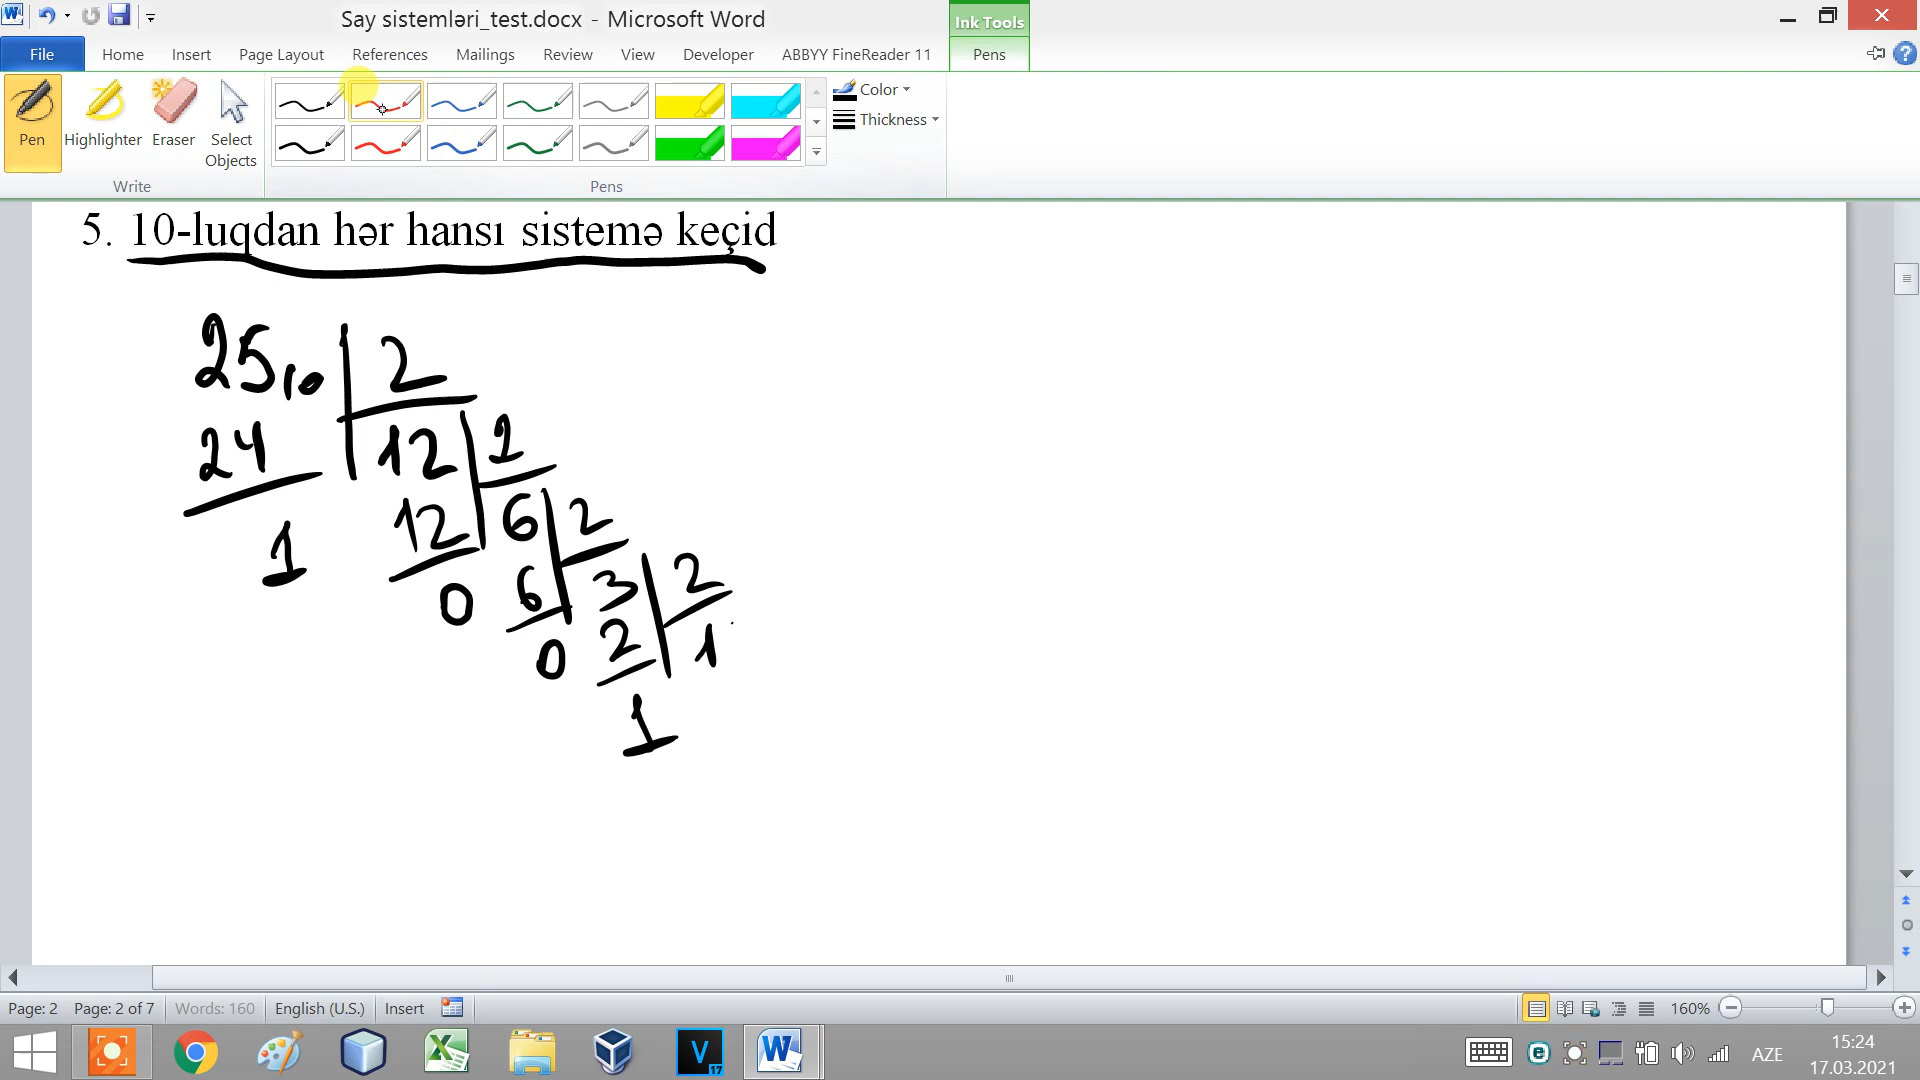 Say sistemləri_test.docx - Microsoft Word
Ink Tools
File Home Insert Page Layout References Mailings Review View Developer ABBYY FineReader 11 Pens
Pen Highlighter Eraser Select Objects
Color
Thickness
Write Pens
5. 10-luqdan hər hansı sistemə keçid
25₁₀ 2
24 12 2
1 12 6 2
0 6 3 2
0 2 1
1
Page: 2 Page: 2 of 7 Words: 160 English (U.S.) Insert 160%
V 17
AZE
15:24
17.03.2021